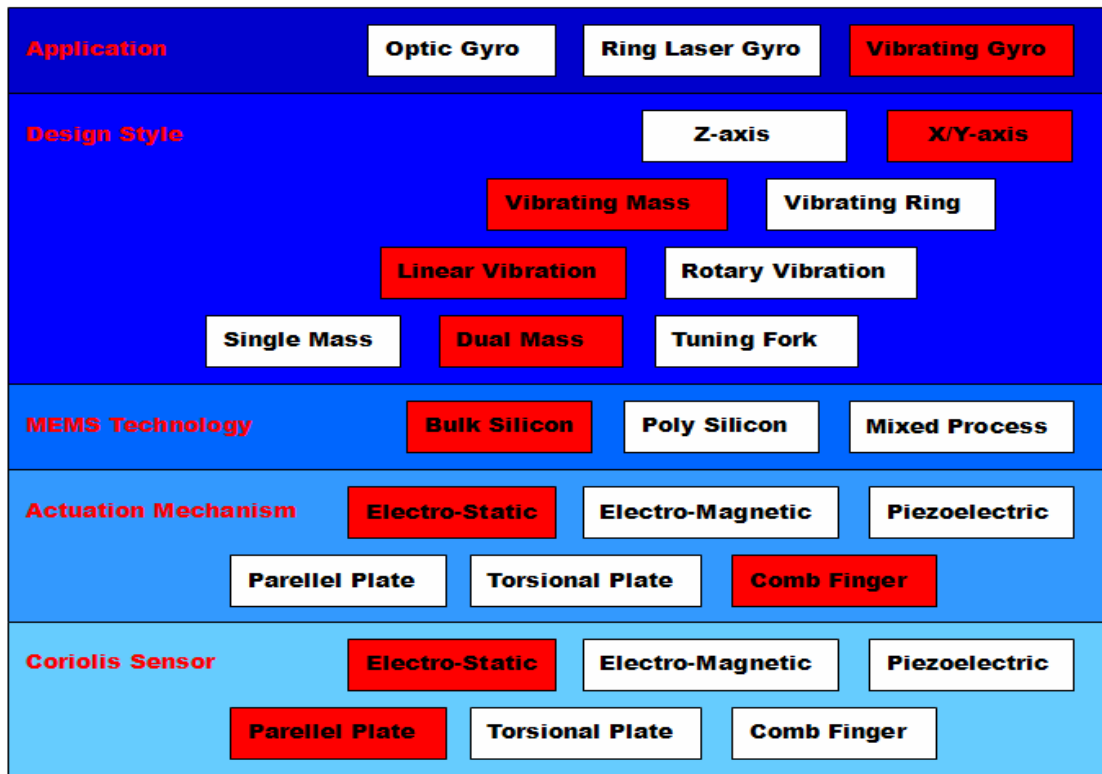 Application Optic Gyro Ring Laser Gyro Vibrating Gyro
Design Style Z-axis X/Y-axis
Vibrating Mass Vibrating Ring
Linear Vibration Rotary Vibration
Single Mass Dual Mass Tuning Fork
MEMS Technology Bulk Silicon Poly Silicon Mixed Process
Actuation Mechanism Electro-Static Electro-Magnetic Piezoelectric
Parellel Plate Torsional Plate Comb Finger
Coriolis Sensor Electro-Static Electro-Magnetic Piezoelectric
Parellel Plate Torsional Plate Comb Finger